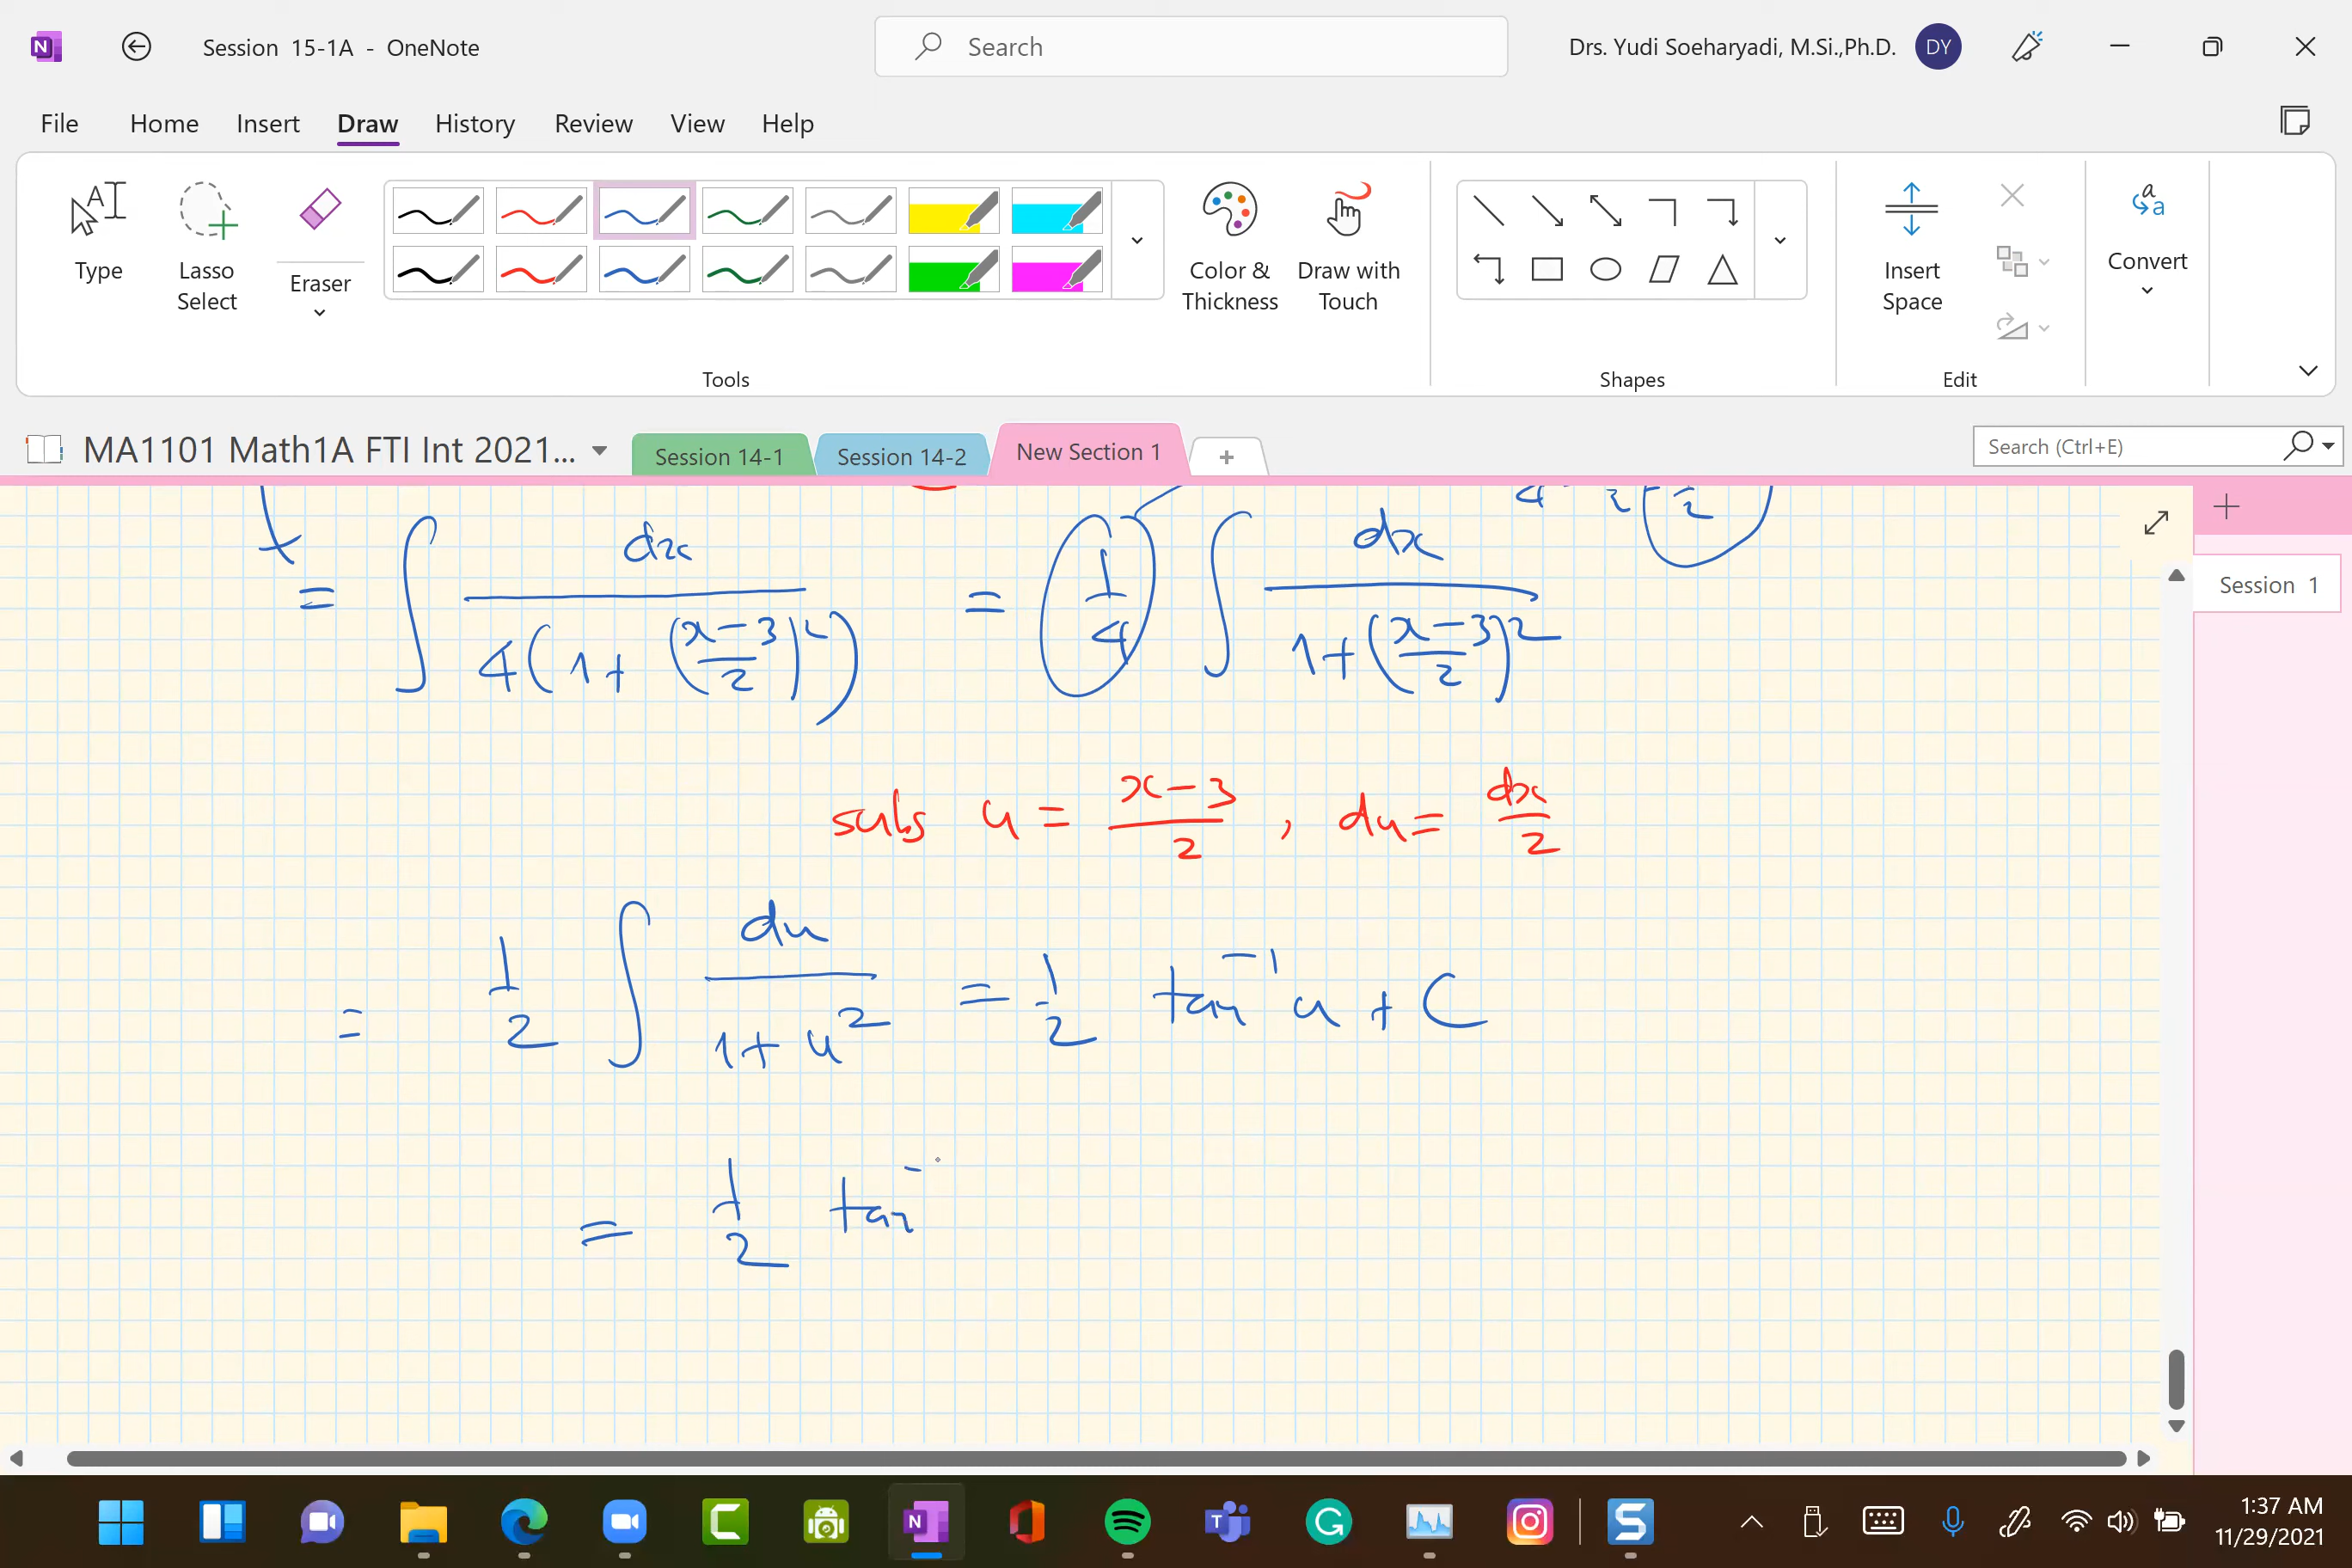 Session 15-1A - OneNote
Search
Drs. Yudi Soeharyadi, M.Si.,Ph.D.
DY
File Home Insert Draw History Review View Help
Type
Lasso Select
Eraser
Color & Thickness
Draw with Touch
Insert Space
Convert
Tools
Shapes
Edit
MA1101 Math1A FTI Int 2021...
Session 14-1
Session 14-2
New Section 1
Search (Ctrl+E)
Session 1
= ∫ dx / 4(1 + ((x-3)/2)²) = 1/4 ∫ dx / 1+((x-3)/2)²
subs u = (x-3)/2 , du = dx/2
= 1/2 ∫ du / 1+u² = 1/2 tan⁻¹ u + C
= 1/2 tan⁻
1:37 AM
11/29/2021